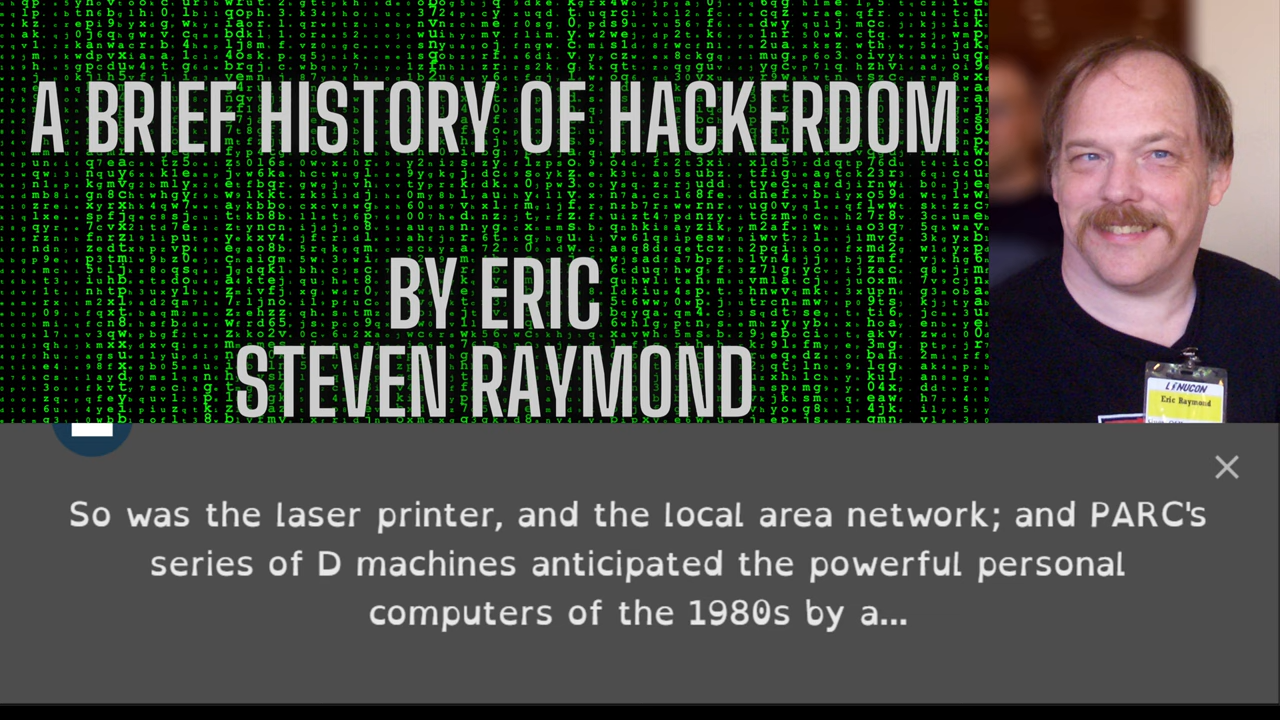 A BRIEF HISTORY OF HACKERDOM
BY ERIC
STEVEN RAYMOND
LINUCON
Eric Raymond
So was the laser printer, and the local area network; and PARC's
series of D machines anticipated the powerful personal
computers of the 1980s by a...